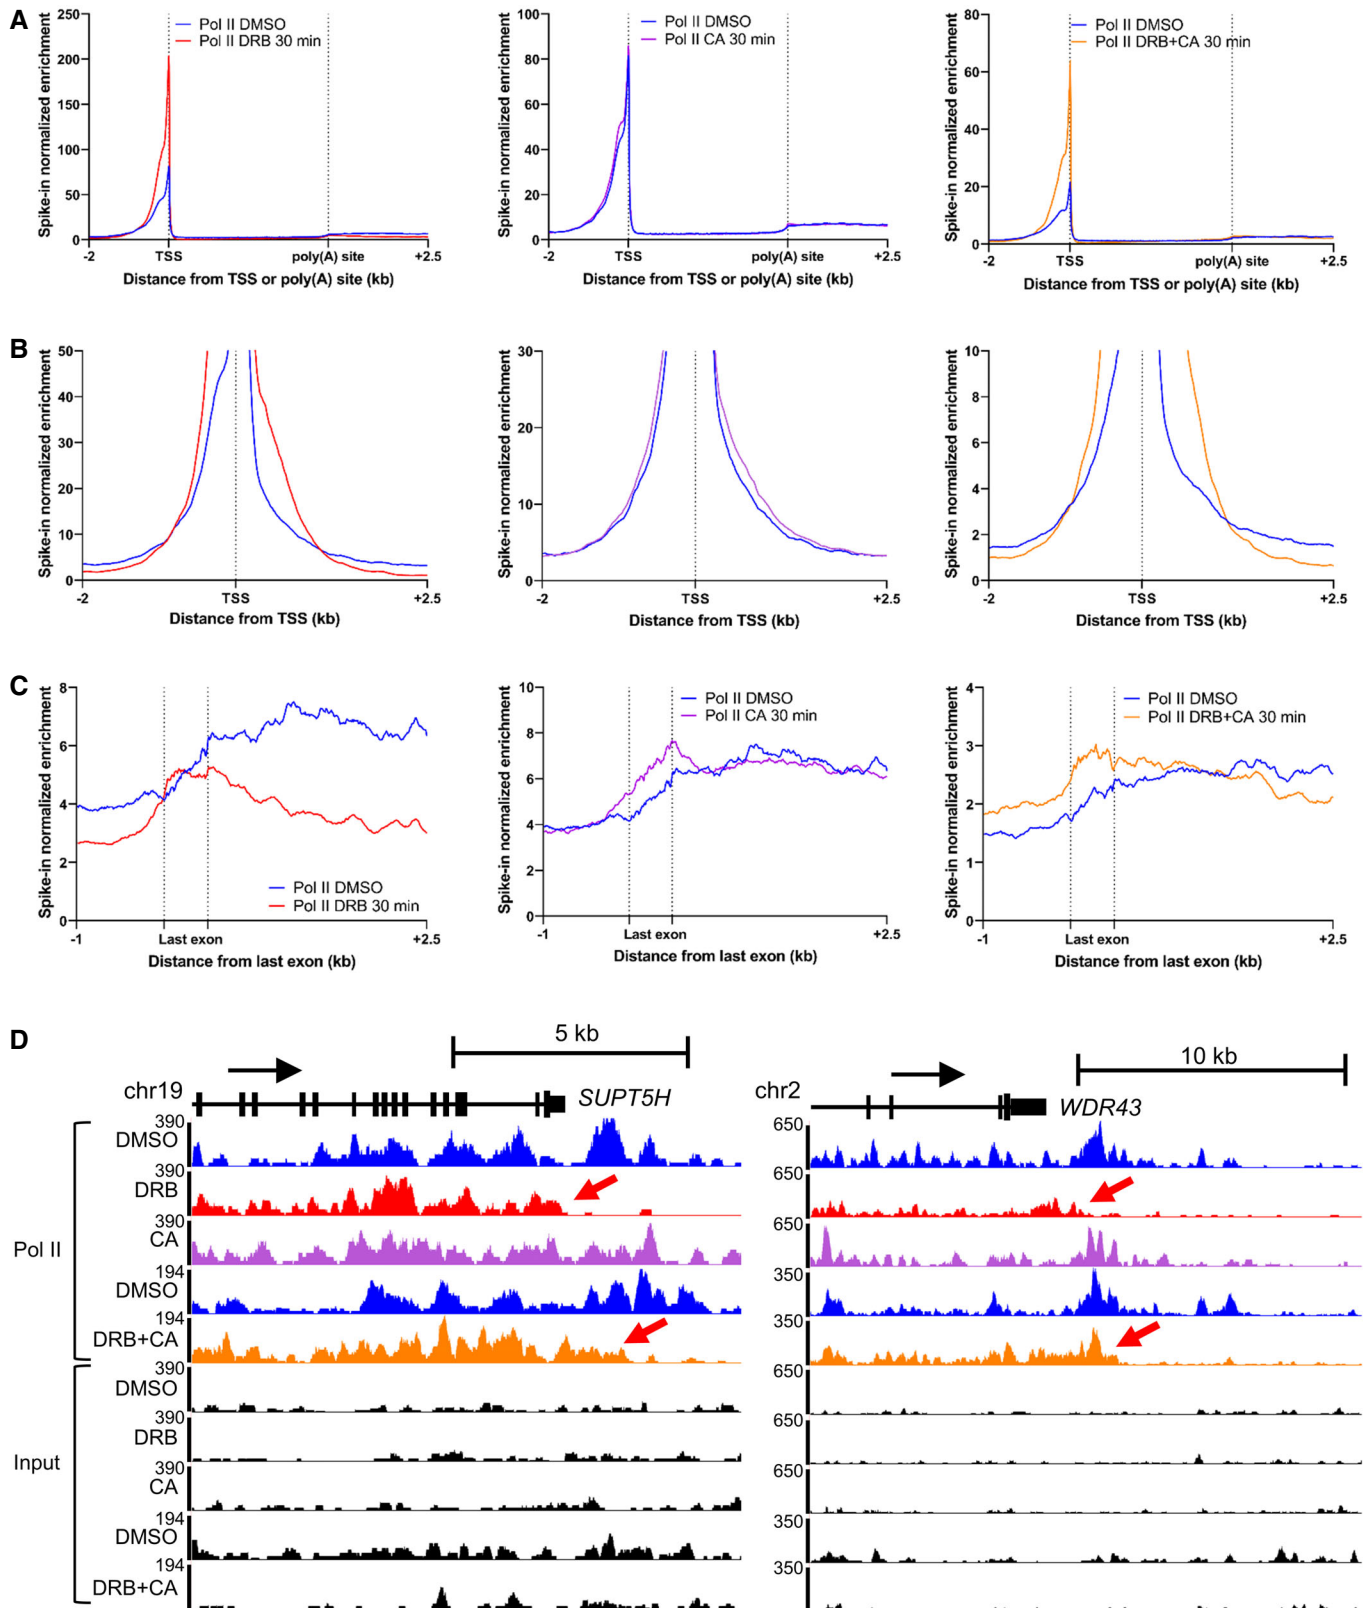 A
Spike-in normalized enrichment
250
200
150
100
50
0
Pol II DMSO
Pol II DRB 30 min
-2
TSS
poly(A) site
+2.5
Distance from TSS or poly(A) site (kb)
Spike-in normalized enrichment
100
80
60
40
20
0
Pol II DMSO
Pol II CA 30 min
-2
TSS
poly(A) site
+2.5
Distance from TSS or poly(A) site (kb)
Spike-in normalized enrichment
80
60
40
20
0
Pol II DMSO
Pol II DRB+CA 30 min
-2
TSS
poly(A) site
+2.5
Distance from TSS or poly(A) site (kb)
B
Spike-in normalized enrichment
50
40
30
20
10
0
-2
TSS
+2.5
Distance from TSS (kb)
Spike-in normalized enrichment
30
20
10
0
-2
TSS
+2.5
Distance from TSS (kb)
Spike-in normalized enrichment
10
8
6
4
2
0
-2
TSS
+2.5
Distance from TSS (kb)
C
Spike-in normalized enrichment
8
6
4
2
0
Pol II DMSO
Pol II DRB 30 min
-1
Last exon
+2.5
Distance from last exon (kb)
Spike-in normalized enrichment
10
8
6
4
2
0
Pol II DMSO
Pol II CA 30 min
-1
Last exon
+2.5
Distance from last exon (kb)
Spike-in normalized enrichment
4
3
2
1
0
Pol II DMSO
Pol II DRB+CA 30 min
-1
Last exon
+2.5
Distance from last exon (kb)
D
5 kb
chr19
SUPT5H
10 kb
chr2
WDR43
Pol II
390
DMSO
650
390
DRB
650
390
CA
650
194
DMSO
350
194
DRB+CA
350
Input
390
DMSO
650
390
DRB
650
390
CA
650
194
DMSO
350
194
DRB+CA
350